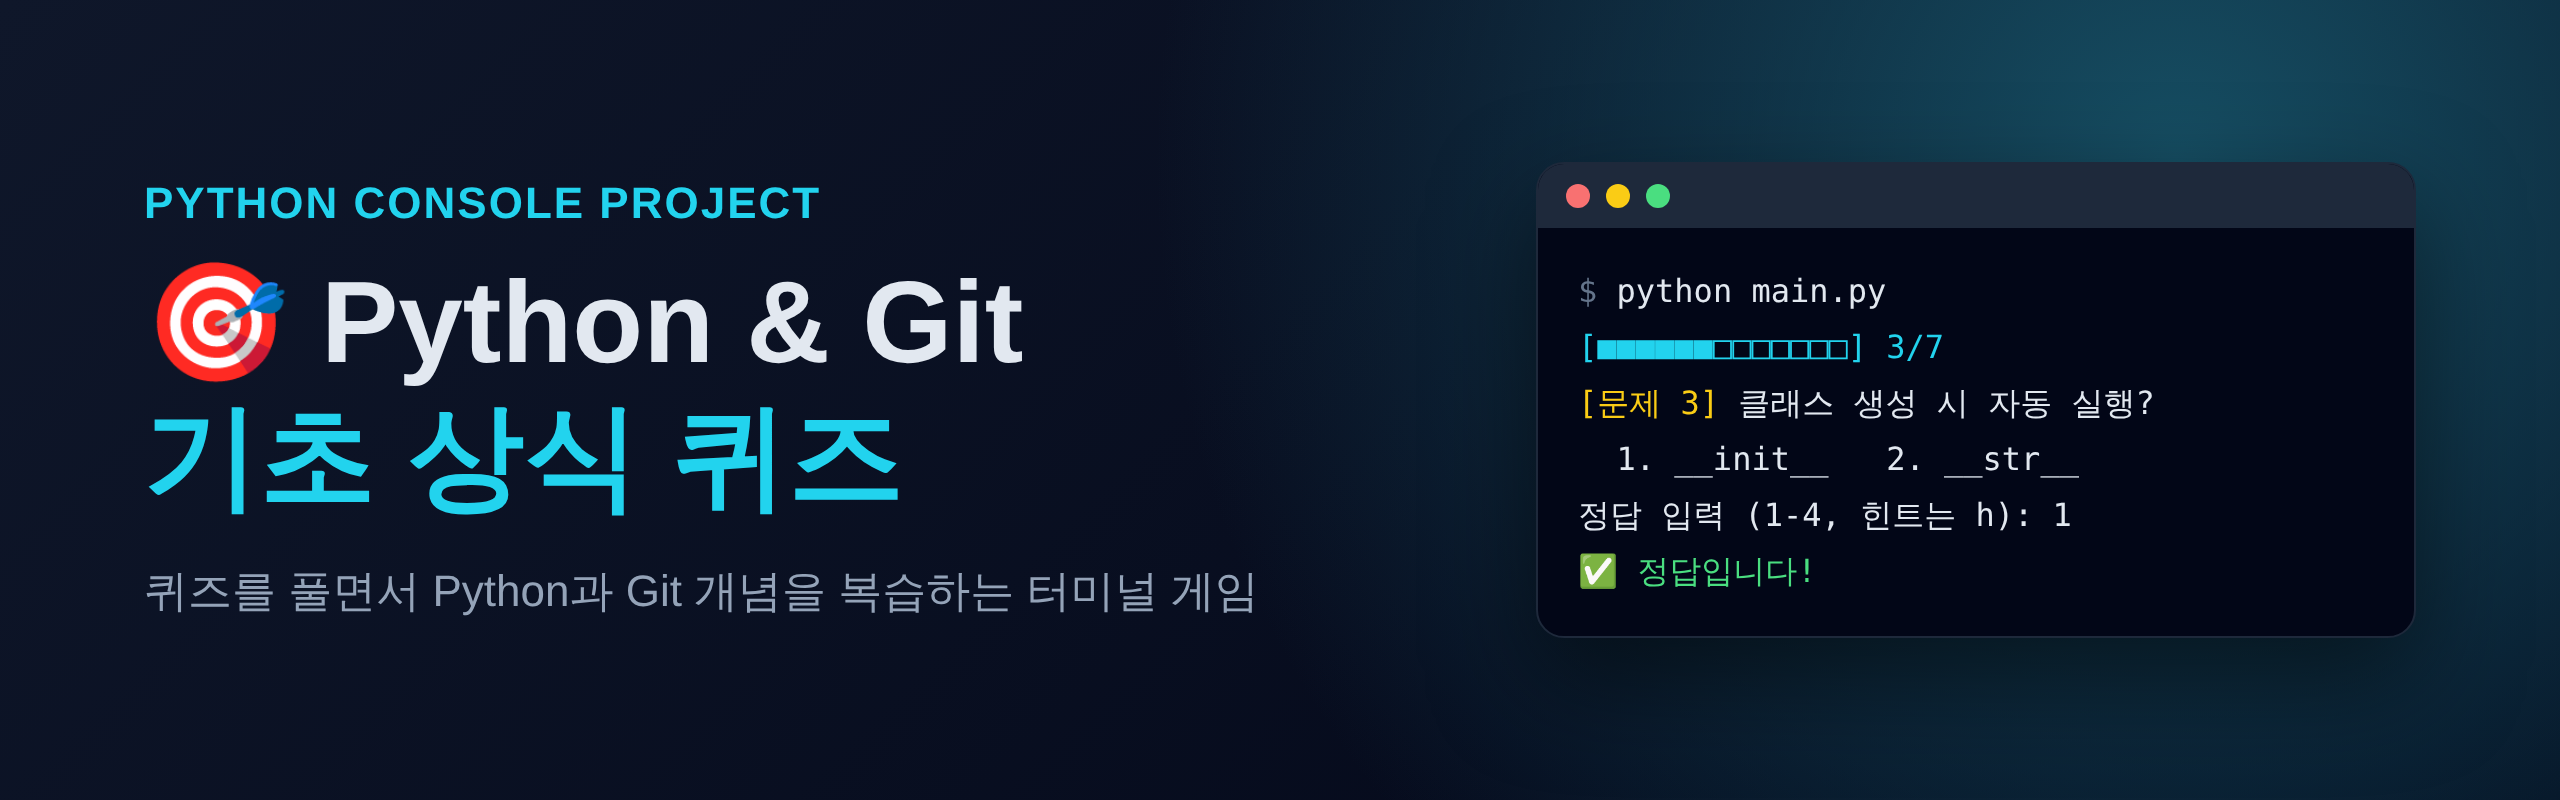 PYTHON CONSOLE PROJECT
🎯 Python & Git
기초 상식 퀴즈
퀴즈를 풀면서 Python과 Git 개념을 복습하는 터미널 게임
$ python main.py
[■■■■■■□□□□□□□] 3/7
[문제 3] 클래스 생성 시 자동 실행?
1. __init__   2. __str__
정답 입력 (1-4, 힌트는 h): 1
✅ 정답입니다!